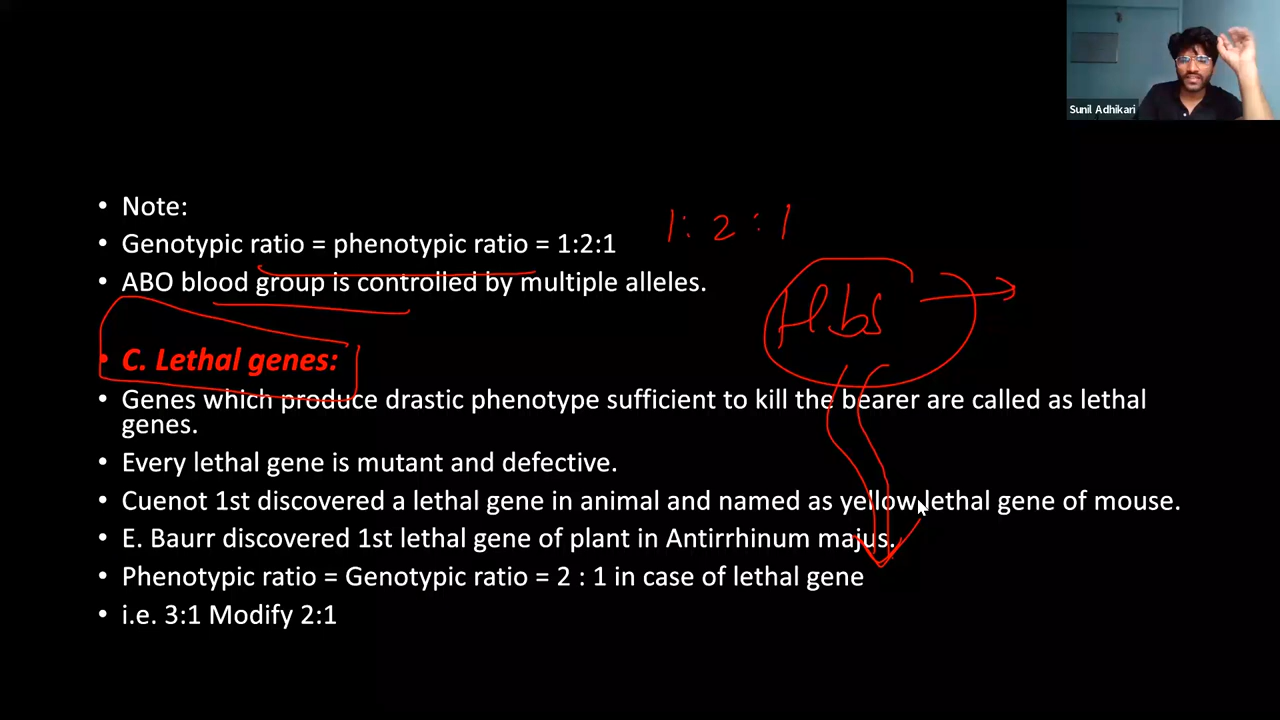 Sunil Adhikari
• Note:
• Genotypic ratio = phenotypic ratio = 1:2:1
1 : 2 : 1
• ABO blood group is controlled by multiple alleles.
Hbs
• C. Lethal genes:
• Genes which produce drastic phenotype sufficient to kill the bearer are called as lethal
genes.
• Every lethal gene is mutant and defective.
• Cuenot 1st discovered a lethal gene in animal and named as yellow lethal gene of mouse.
• E. Baurr discovered 1st lethal gene of plant in Antirrhinum majus.
• Phenotypic ratio = Genotypic ratio = 2 : 1 in case of lethal gene
• i.e. 3:1 Modify 2:1